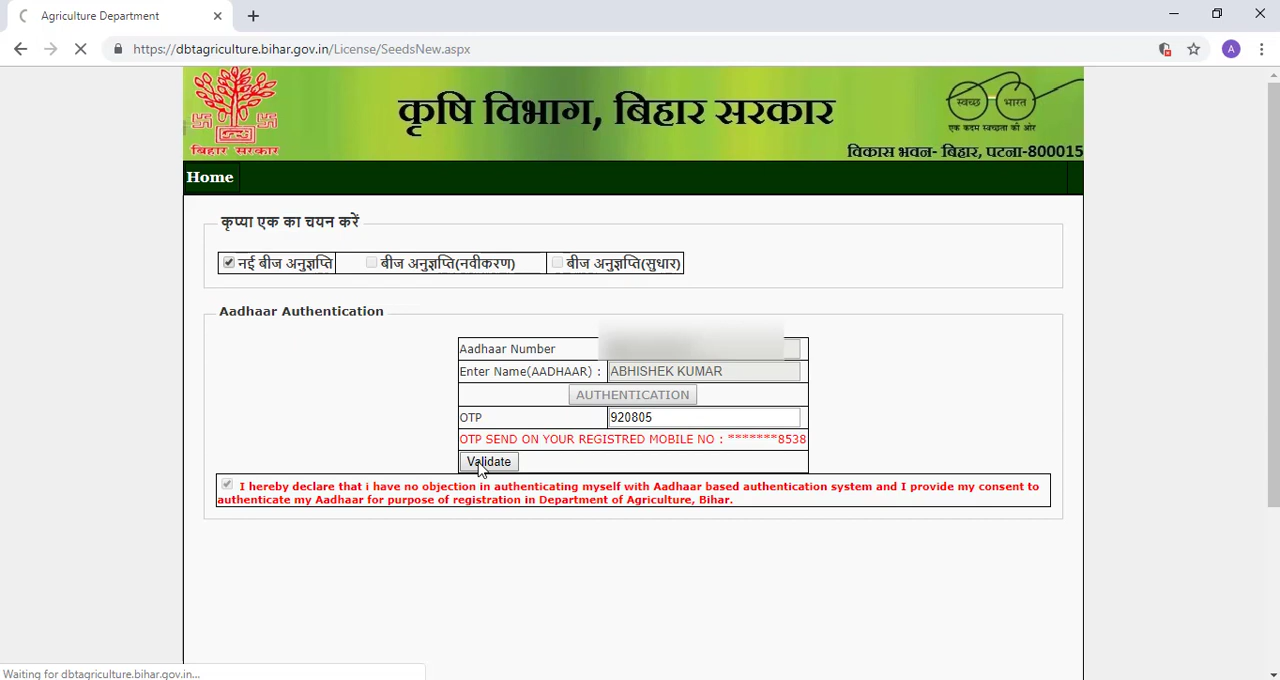 Agriculture Department
https://dbtagriculture.bihar.gov.in/License/SeedsNew.aspx
A
बिहार सरकार
कृषि विभाग, बिहार सरकार
स्वच्छ भारत
एक कदम स्वच्छता की ओर
विकास भवन- बिहार, पटना-800015
Home
कृप्या एक का चयन करें
नई बीज अनुज्ञप्ति बीज अनुज्ञप्ति(नवीकरण) बीज अनुज्ञप्ति(सुधार)
Aadhaar Authentication
Aadhaar Number
Enter Name(AADHAAR) : ABHISHEK KUMAR
AUTHENTICATION
OTP 920805
OTP SEND ON YOUR REGISTRED MOBILE NO : *******8538
Validate
I hereby declare that i have no objection in authenticating myself with Aadhaar based authentication system and I provide my consent to
authenticate my Aadhaar for purpose of registration in Department of Agriculture, Bihar.
Waiting for dbtagriculture.bihar.gov.in...